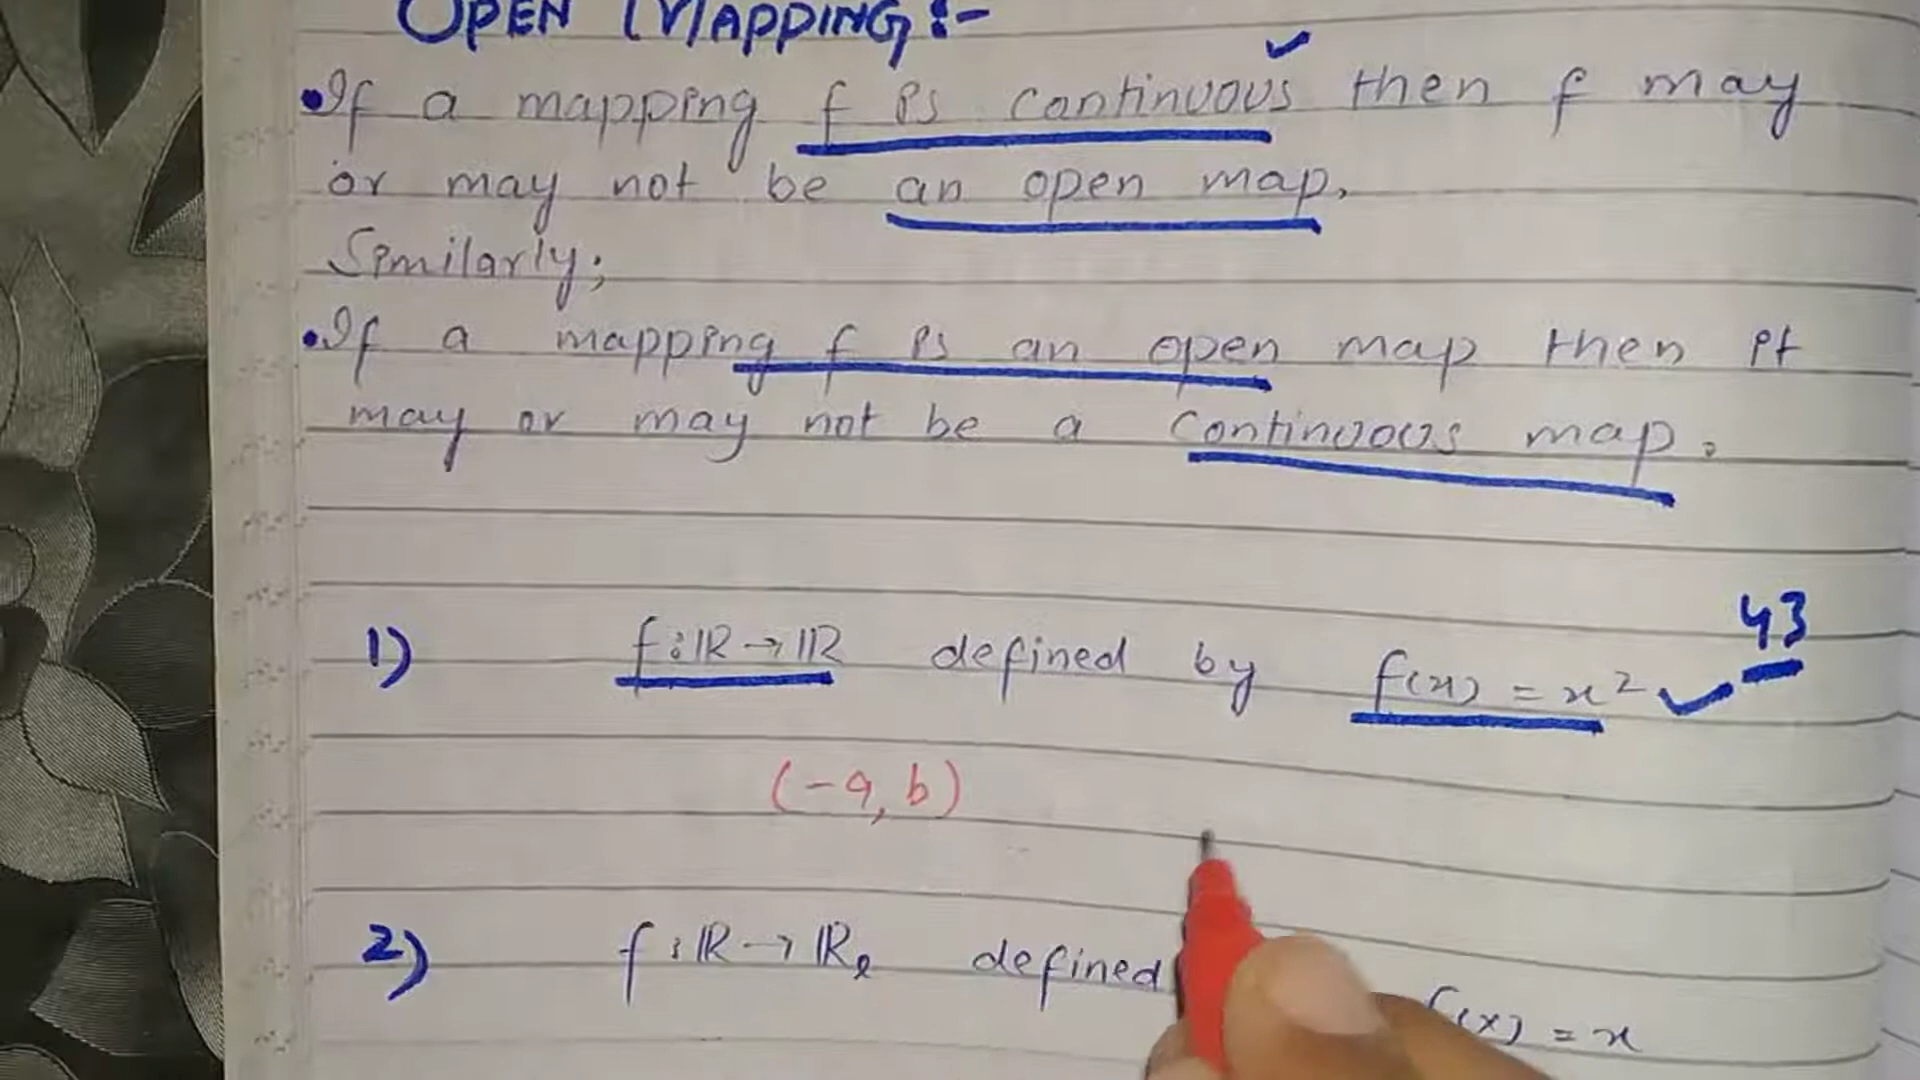 OPEN MAPPING:-
•If a mapping f is continuous then f may
or may not be an open map.
Similarly;
•If a mapping f is an open map then it
may or may not be a continuous map.
43
1) f:ℝ→ℝ defined by f(x) = x²
(-a, b)
2) f:ℝ→ℝℓ defined f(x) = x